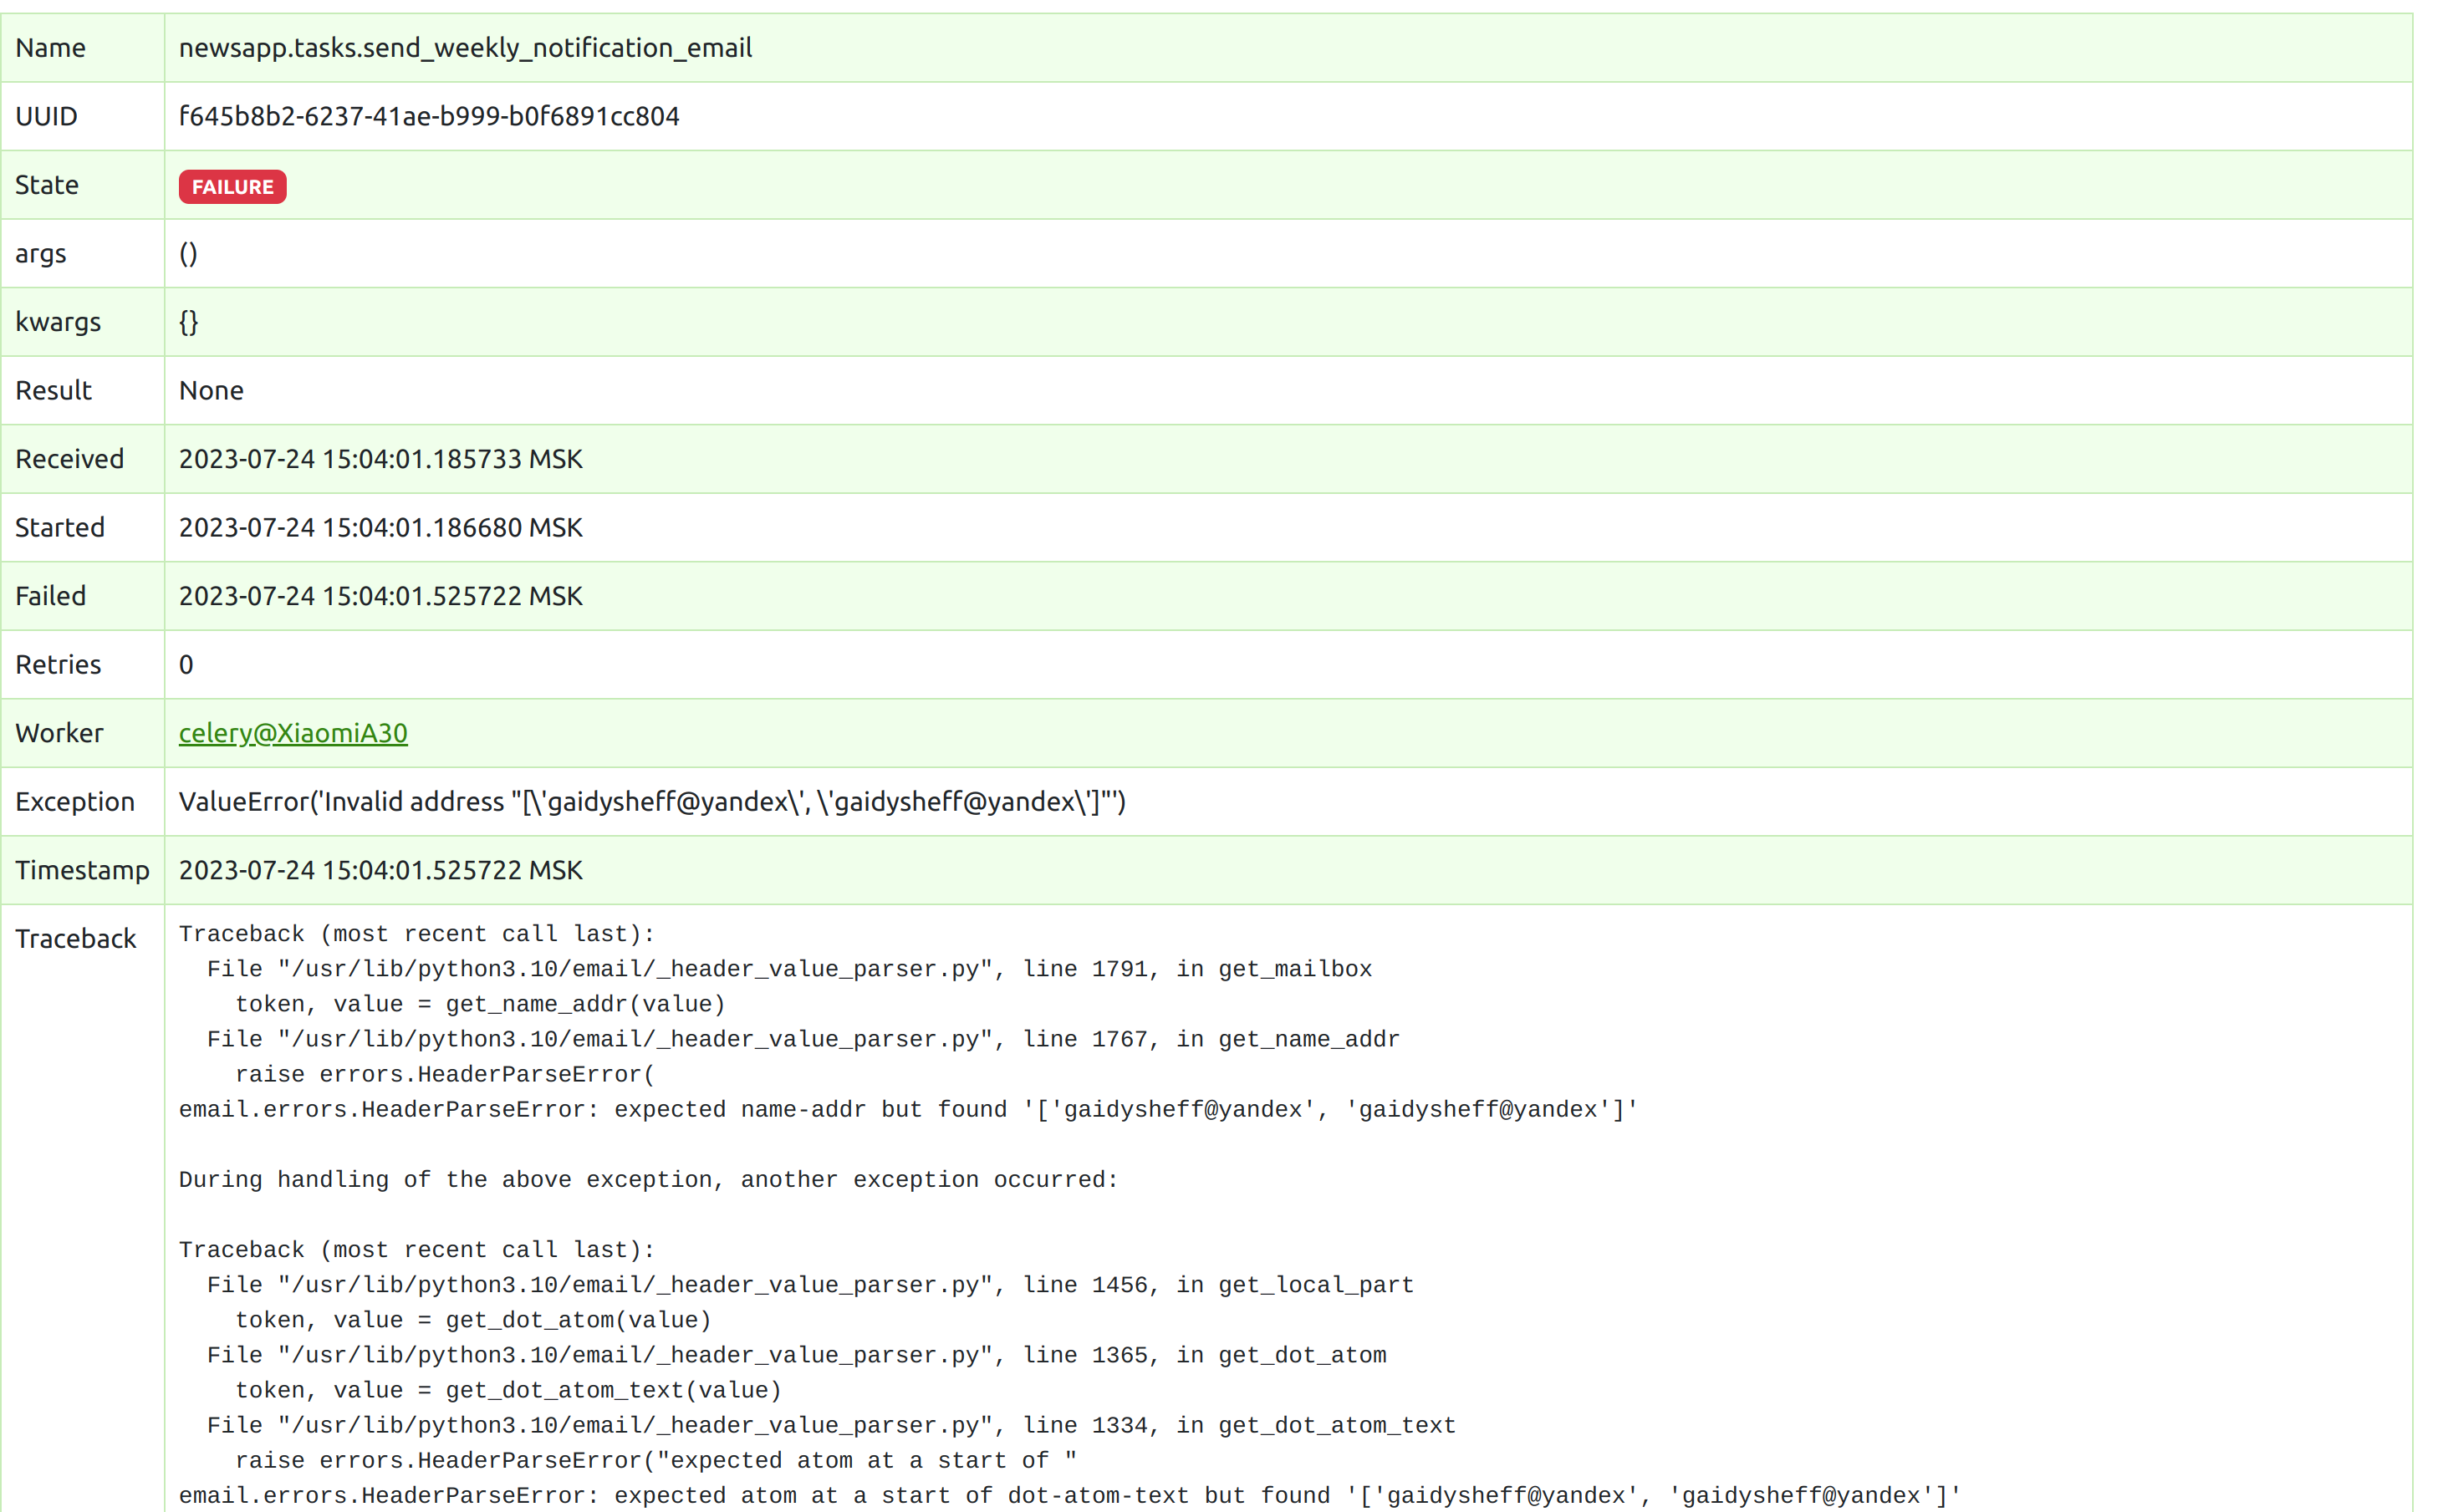 Name newsapp.tasks.send_weekly_notification_email
UUID f645b8b2-6237-41ae-b999-b0f6891cc804
State FAILURE
args ()
kwargs {}
Result None
Received 2023-07-24 15:04:01.185733 MSK
Started 2023-07-24 15:04:01.186680 MSK
Failed 2023-07-24 15:04:01.525722 MSK
Retries 0
Worker celery@XiaomiA30
Exception ValueError('Invalid address "[\'gaidysheff@yandex\', \'gaidysheff@yandex\']"')
Timestamp 2023-07-24 15:04:01.525722 MSK
Traceback Traceback (most recent call last):
  File "/usr/lib/python3.10/email/_header_value_parser.py", line 1791, in get_mailbox
    token, value = get_name_addr(value)
  File "/usr/lib/python3.10/email/_header_value_parser.py", line 1767, in get_name_addr
    raise errors.HeaderParseError(
email.errors.HeaderParseError: expected name-addr but found '['gaidysheff@yandex', 'gaidysheff@yandex']'
During handling of the above exception, another exception occurred:
Traceback (most recent call last):
  File "/usr/lib/python3.10/email/_header_value_parser.py", line 1456, in get_local_part
    token, value = get_dot_atom(value)
  File "/usr/lib/python3.10/email/_header_value_parser.py", line 1365, in get_dot_atom
    token, value = get_dot_atom_text(value)
  File "/usr/lib/python3.10/email/_header_value_parser.py", line 1334, in get_dot_atom_text
    raise errors.HeaderParseError("expected atom at a start of "
email.errors.HeaderParseError: expected atom at a start of dot-atom-text but found '['gaidysheff@yandex', 'gaidysheff@yandex']'